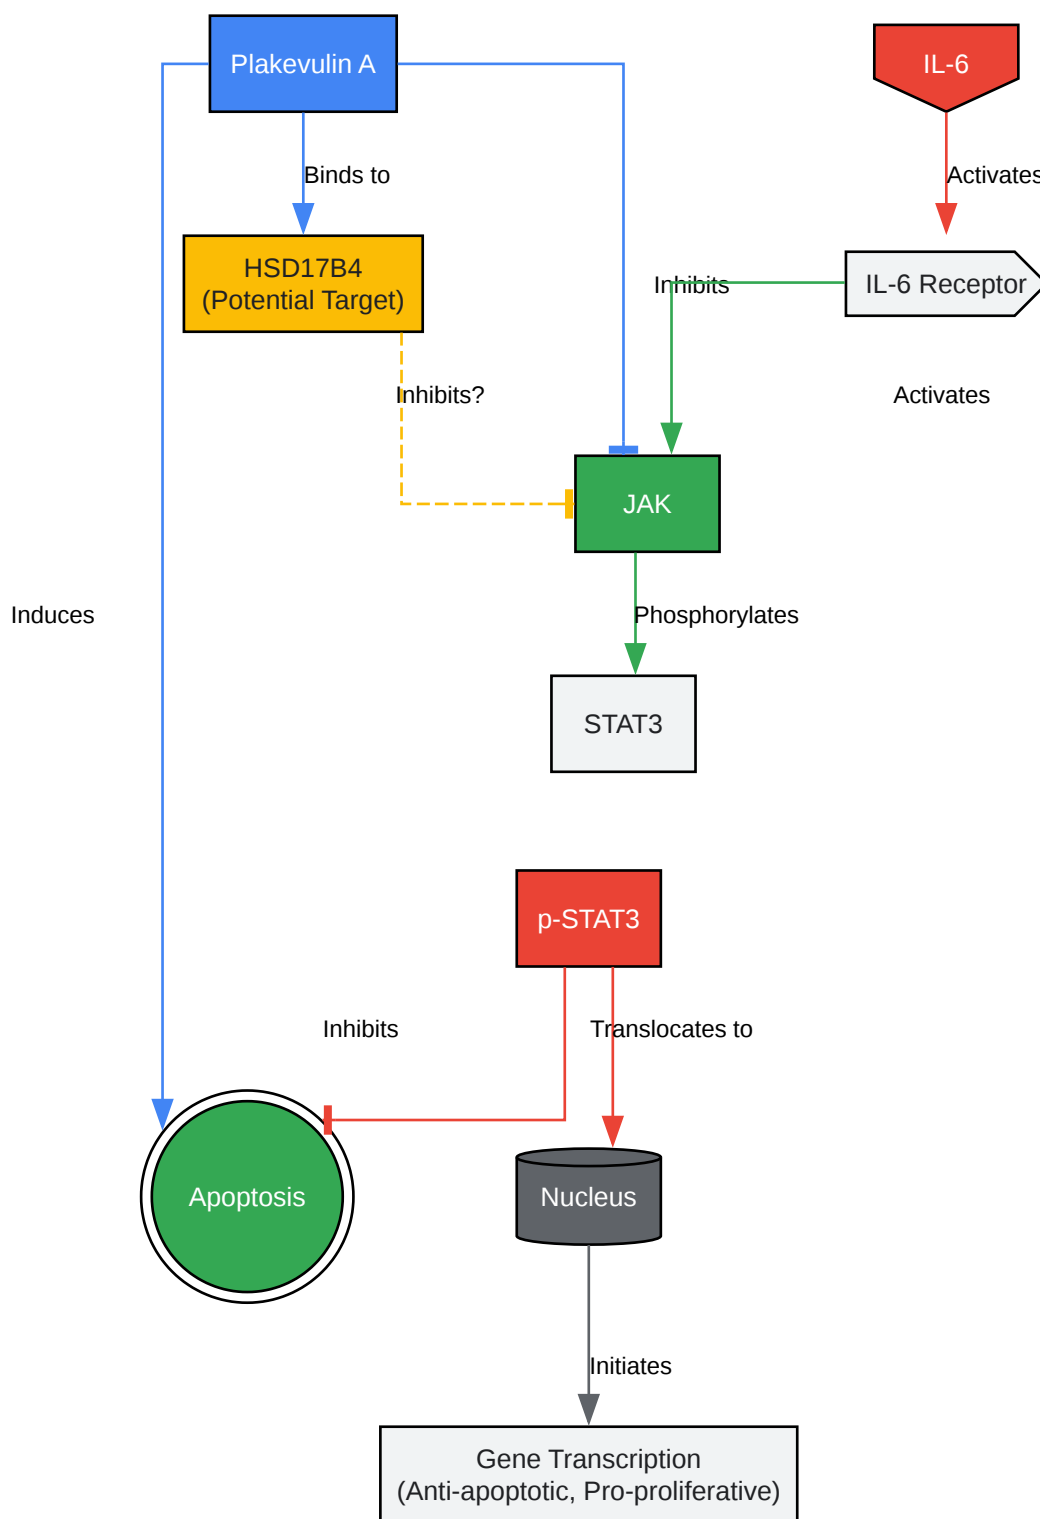 Plakevulin A
IL-6
Binds to
Activates
HSD17B4
(Potential Target)
Inhibits
IL-6 Receptor
Inhibits?
Activates
JAK
Induces
Phosphorylates
STAT3
p-STAT3
Inhibits
Translocates to
Apoptosis
Nucleus
Initiates
Gene Transcription
(Anti-apoptotic, Pro-proliferative)